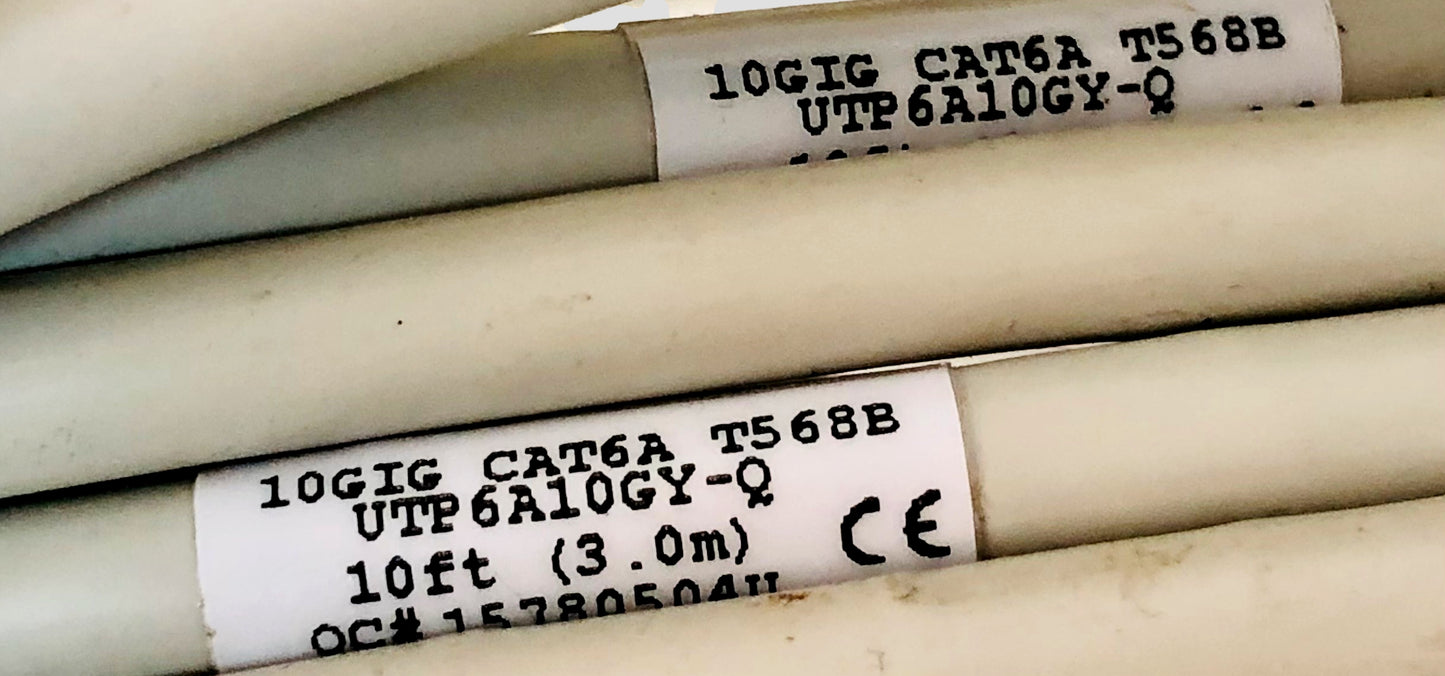 10GIG CAT6A T568B
UTP6A10GY-Q
10GIG CAT6A T568B
UTP6A10GY-Q
10ft (3.0m) CE